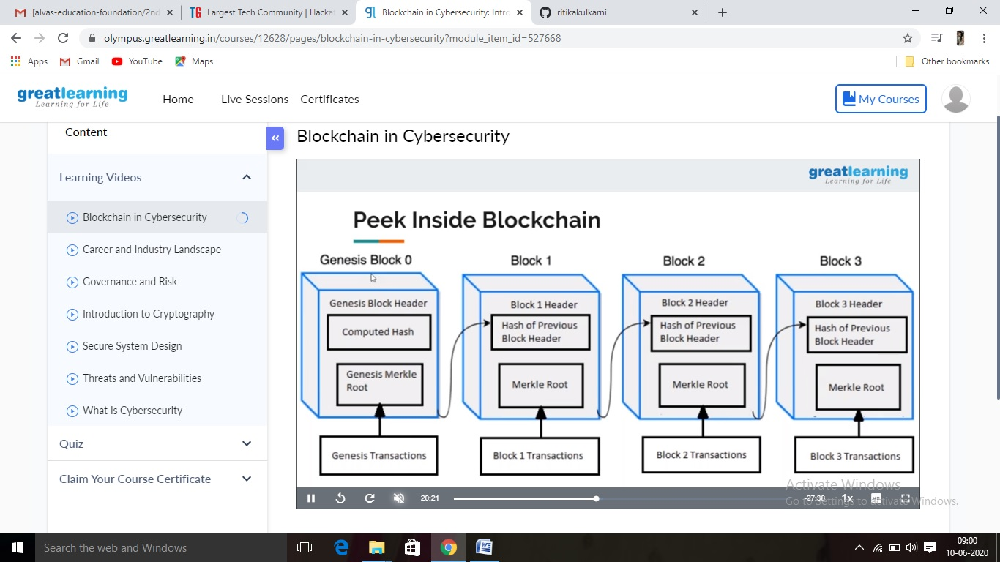 [alvas-education-foundation/2nd
Largest Tech Community | Hackat
Blockchain in Cybersecurity: Intro
ritikakulkarni
olympus.greatlearning.in/courses/12628/pages/blockchain-in-cybersecurity?module_item_id=527668
Apps
Gmail
YouTube
Maps
Other bookmarks
greatlearning
Learning for Life
Home
Live Sessions
Certificates
My Courses
Content
Learning Videos
Blockchain in Cybersecurity
Career and Industry Landscape
Governance and Risk
Introduction to Cryptography
Secure System Design
Threats and Vulnerabilities
What Is Cybersecurity
Quiz
Claim Your Course Certificate
Blockchain in Cybersecurity
greatlearning
Learning for Life
Peek Inside Blockchain
Genesis Block 0
Genesis Block Header
Computed Hash
Genesis Merkle
Root
Genesis Transactions
Block 1
Block 1 Header
Hash of Previous
Block Header
Merkle Root
Block 1 Transactions
Block 2
Block 2 Header
Hash of Previous
Block Header
Merkle Root
Block 2 Transactions
Block 3
Block 3 Header
Hash of Previous
Block Header
Merkle Root
Block 3 Transactions
20:21
-27:38
1x
Activate Windows
Go to Settings to activate Windows.
Search the web and Windows
09:00
10-06-2020